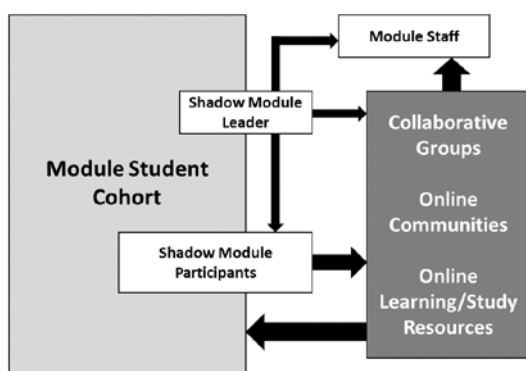 Module Staff
Shadow Module
Leader
Collaborative
Groups
Module Student
Cohort
Online
Communities
Shadow Module
Participants
Online
Learning/Study
Resources